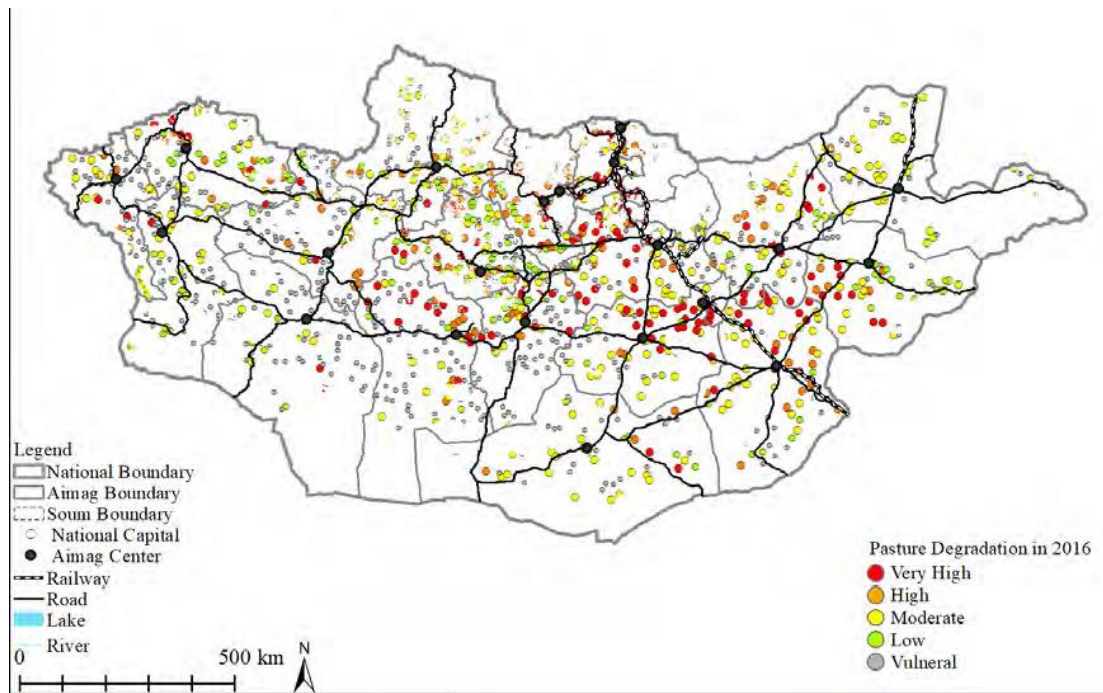 Legend
National Boundary
Aimag Boundary
Soum Boundary
National Capital
Aimag Center
Railway
Road
Lake
River
0 500 km
N
Pasture Degradation in 2016
Very High
High
Moderate
Low
Vulneral